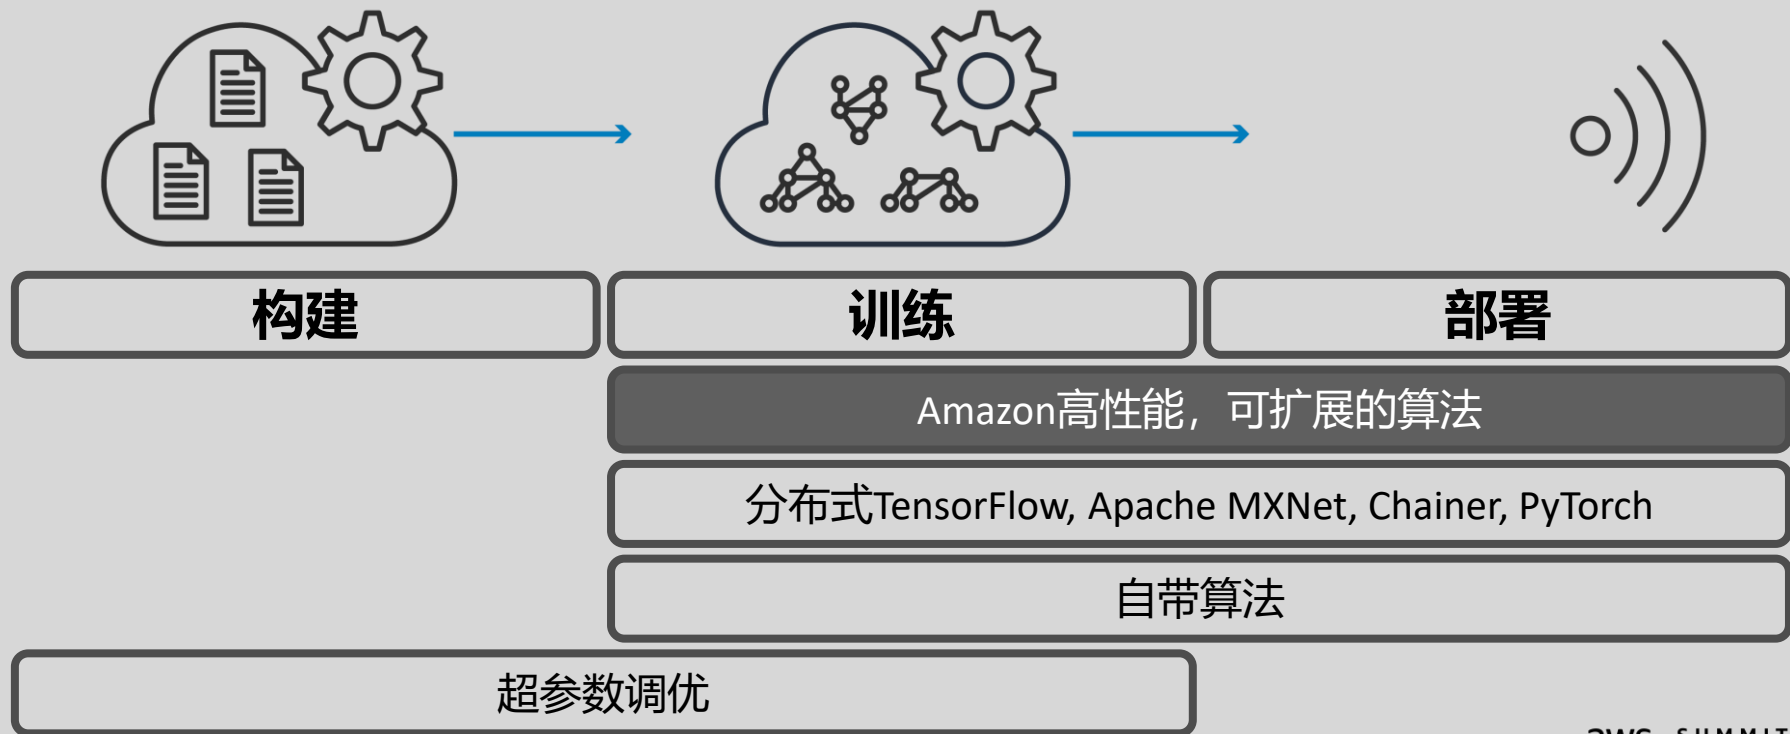 构建
训练
部署
Amazon高性能，可扩展的算法
分布式TensorFlow, Apache MXNet, Chainer, PyTorch
自带算法
超参数调优
aws SUMMIT